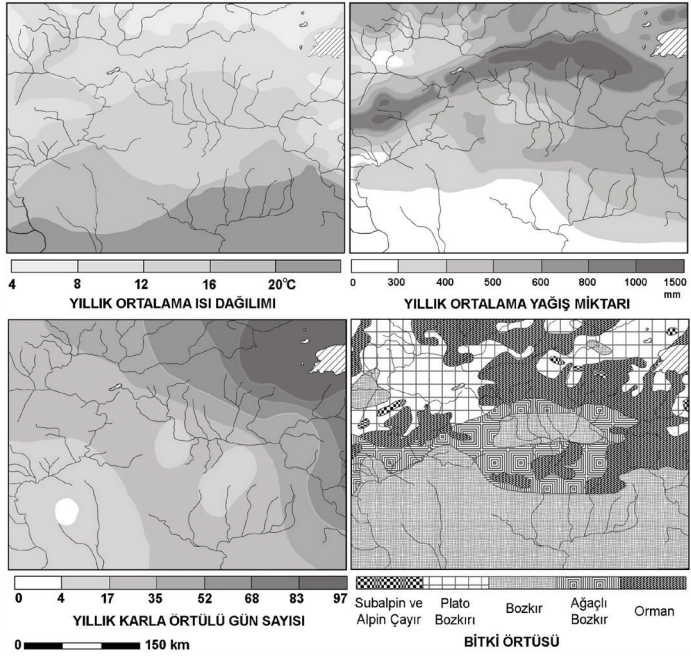 4 8 12 16 20°C
YILLIK ORTALAMA ISI DAĞILIMI
0 300 400 500 600 800 1000 1500
mm
YILLIK ORTALAMA YAĞIŞ MİKTARI
0 4 17 35 52 68 83 97
YILLIK KARLA ÖRTÜLÜ GÜN SAYISI
0 150 km
Subalpin ve Alpin Çayır
Plato Bozkırı
Bozkır
Ağaçlı Bozkır
Orman
BİTKİ ÖRTÜSÜ